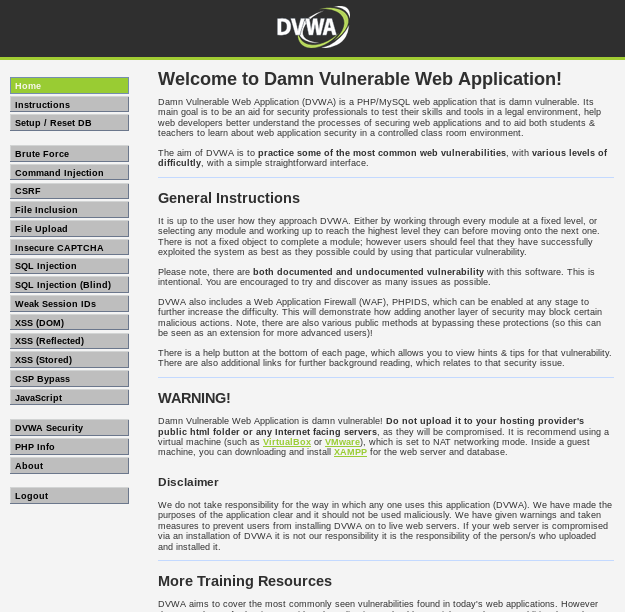 DVWA
Home
Instructions
Setup / Reset DB
Brute Force
Command Injection
CSRF
File Inclusion
File Upload
Insecure CAPTCHA
SQL Injection
SQL Injection (Blind)
Weak Session IDs
XSS (DOM)
XSS (Reflected)
XSS (Stored)
CSP Bypass
JavaScript
DVWA Security
PHP Info
About
Logout
Welcome to Damn Vulnerable Web Application!
Damn Vulnerable Web Application (DVWA) is a PHP/MySQL web application that is damn vulnerable. Its
main goal is to be an aid for security professionals to test their skills and tools in a legal environment, help
web developers better understand the processes of securing web applications and to aid both students &
teachers to learn about web application security in a controlled class room environment.
The aim of DVWA is to practice some of the most common web vulnerabilities, with various levels of
difficultly, with a simple straightforward interface.
General Instructions
It is up to the user how they approach DVWA. Either by working through every module at a fixed level, or
selecting any module and working up to reach the highest level they can before moving onto the next one.
There is not a fixed object to complete a module; however users should feel that they have successfully
exploited the system as best as they possible could by using that particular vulnerability.
Please note, there are both documented and undocumented vulnerability with this software. This is
intentional. You are encouraged to try and discover as many issues as possible.
DVWA also includes a Web Application Firewall (WAF), PHPIDS, which can be enabled at any stage to
further increase the difficulty. This will demonstrate how adding another layer of security may block certain
malicious actions. Note, there are also various public methods at bypassing these protections (so this can
be seen as an extension for more advanced users)!
There is a help button at the bottom of each page, which allows you to view hints & tips for that vulnerability.
There are also additional links for further background reading, which relates to that security issue.
WARNING!
Damn Vulnerable Web Application is damn vulnerable! Do not upload it to your hosting provider's
public html folder or any Internet facing servers, as they will be compromised. It is recommend using a
virtual machine (such as VirtualBox or VMware), which is set to NAT networking mode. Inside a guest
machine, you can downloading and install XAMPP for the web server and database.
Disclaimer
We do not take responsibility for the way in which any one uses this application (DVWA). We have made the
purposes of the application clear and it should not be used maliciously. We have given warnings and taken
measures to prevent users from installing DVWA on to live web servers. If your web server is compromised
via an installation of DVWA it is not our responsibility it is the responsibility of the person/s who uploaded
and installed it.
More Training Resources
DVWA aims to cover the most commonly seen vulnerabilities found in today's web applications. However